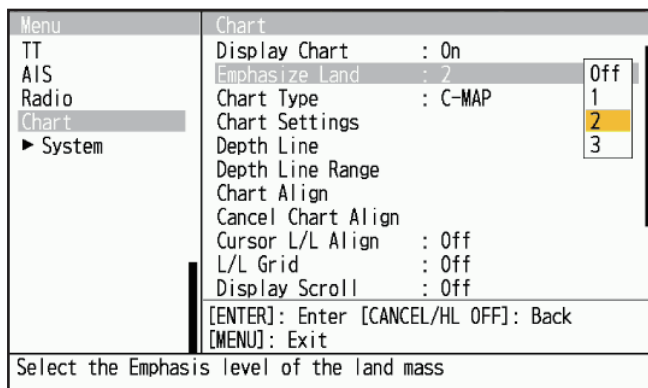 Menu
TT
AIS
Radio
Chart
▶ System
Chart
Display Chart : On
Emphasize Land : 2
Chart Type : C-MAP
Chart Settings
Depth Line
Depth Line Range
Chart Align
Cancel Chart Align
Cursor L/L Align : Off
L/L Grid : Off
Display Scroll : Off
Off
1
2
3
[ENTER]: Enter [CANCEL/HL OFF]: Back
[MENU]: Exit
Select the Emphasis level of the land mass